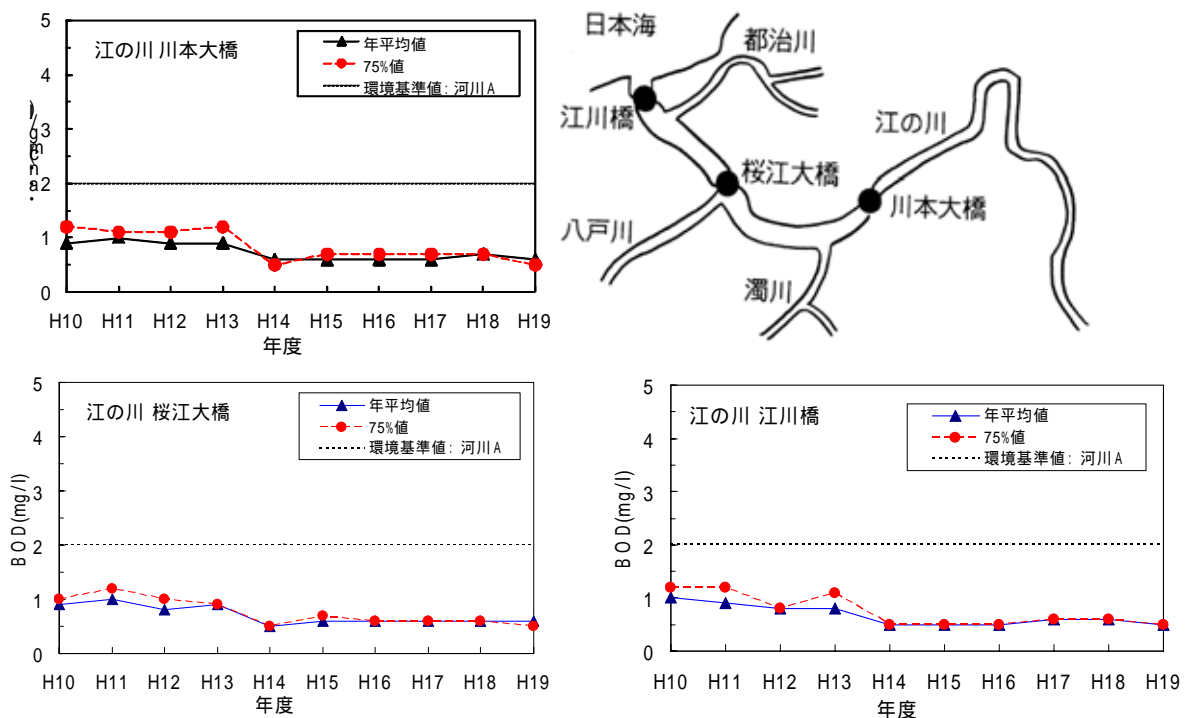 江の川 川本大橋
年平均値
75%値
環境基準値: 河川A
5
4
3
2
1
0
H10 H11 H12 H13 H14 H15 H16 H17 H18 H19
年度
日本海
都治川
江川橋
江の川
桜江大橋
川本大橋
八戸川
濁川
江の川 桜江大橋
年平均値
75%値
環境基準値: 河川A
BOD(mg/l)
5
4
3
2
1
0
H10 H11 H12 H13 H14 H15 H16 H17 H18 H19
年度
江の川 江川橋
年平均値
75%値
環境基準値: 河川A
BOD(mg/l)
5
4
3
2
1
0
H10 H11 H12 H13 H14 H15 H16 H17 H18 H19
年度